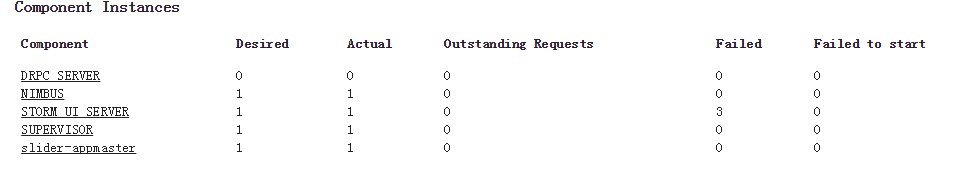 Component Instances
Component Desired Actual Outstanding Requests Failed Failed to start
DRPC_SERVER 0 0 0 0 0
NIMBUS 1 1 0 0 0
STORM_UI_SERVER 1 1 0 3 0
SUPERVISOR 1 1 0 0 0
slider-appmaster 1 1 0 0 0